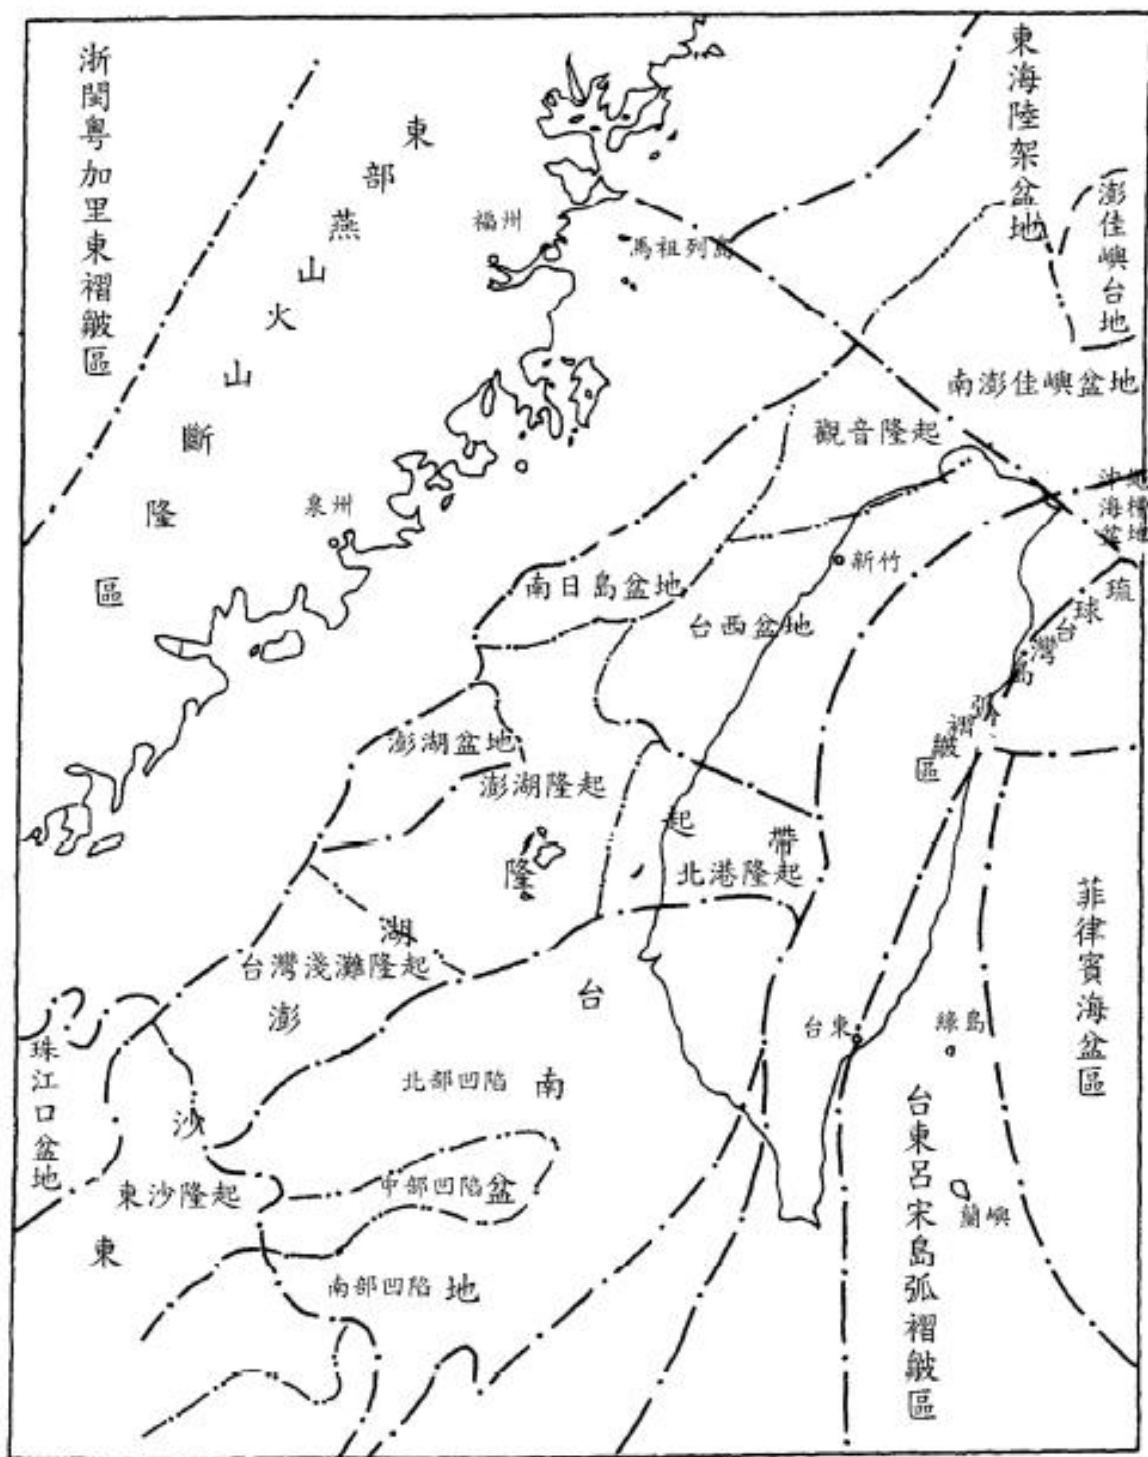 浙閩粵加里東褶皺區
東部燕山火山斷隆區
東海陸架盆地
澎佳嶼台地
福州
馬祖列島
南澎佳嶼盆地
觀音隆起
沖繩
海槽
盆地
泉州
新竹
南日島盆地
台西盆地
琉球台灣島弧褶皺區
澎湖盆地
澎湖隆起
北港隆起
東沙澎湖隆起帶
台灣淺灘隆起
菲律賓海盆區
珠江口盆地
台東
綠島
北部凹陷
台南盆地
中部凹陷
東沙隆起
蘭嶼
南部凹陷
台東呂宋島弧褶皺區